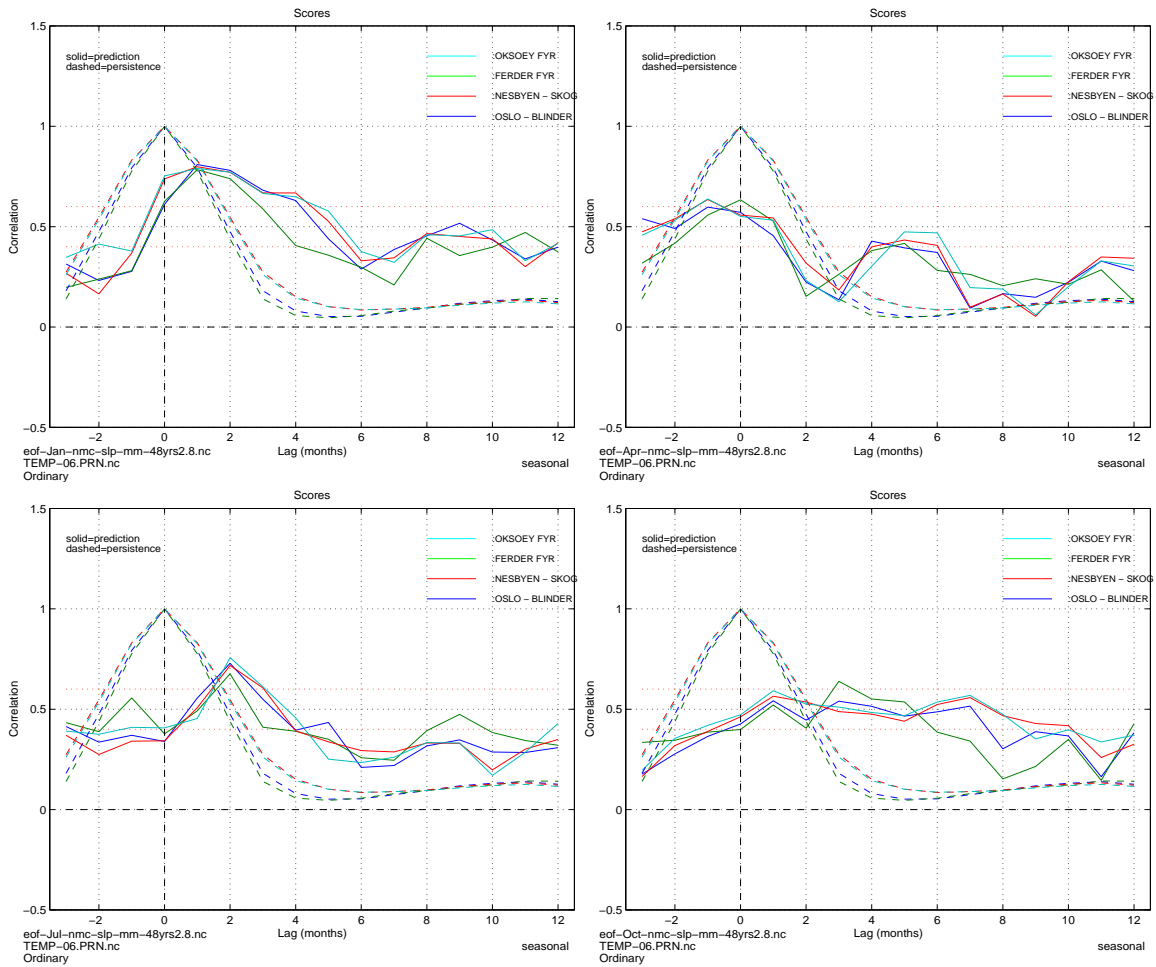 Scores
1.5
1
0.5
0
−0.5
Correlation
solid=prediction
dashed=persistence
OKSOEY FYR
FERDER FYR
NESBYEN − SKOG
OSLO − BLINDER
−2 0 2 4 6 8 10 12
Lag (months)
eof−Jan−nmc−slp−mm−48yrs2.8.nc
TEMP−06.PRN.nc
Ordinary
seasonal
Scores
1.5
1
0.5
0
−0.5
Correlation
solid=prediction
dashed=persistence
OKSOEY FYR
FERDER FYR
NESBYEN − SKOG
OSLO − BLINDER
−2 0 2 4 6 8 10 12
Lag (months)
eof−Apr−nmc−slp−mm−48yrs2.8.nc
TEMP−06.PRN.nc
Ordinary
seasonal
Scores
1.5
1
0.5
0
−0.5
Correlation
solid=prediction
dashed=persistence
OKSOEY FYR
FERDER FYR
NESBYEN − SKOG
OSLO − BLINDER
−2 0 2 4 6 8 10 12
Lag (months)
eof−Jul−nmc−slp−mm−48yrs2.8.nc
TEMP−06.PRN.nc
Ordinary
seasonal
Scores
1.5
1
0.5
0
−0.5
Correlation
solid=prediction
dashed=persistence
OKSOEY FYR
FERDER FYR
NESBYEN − SKOG
OSLO − BLINDER
−2 0 2 4 6 8 10 12
Lag (months)
eof−Oct−nmc−slp−mm−48yrs2.8.nc
TEMP−06.PRN.nc
Ordinary
seasonal